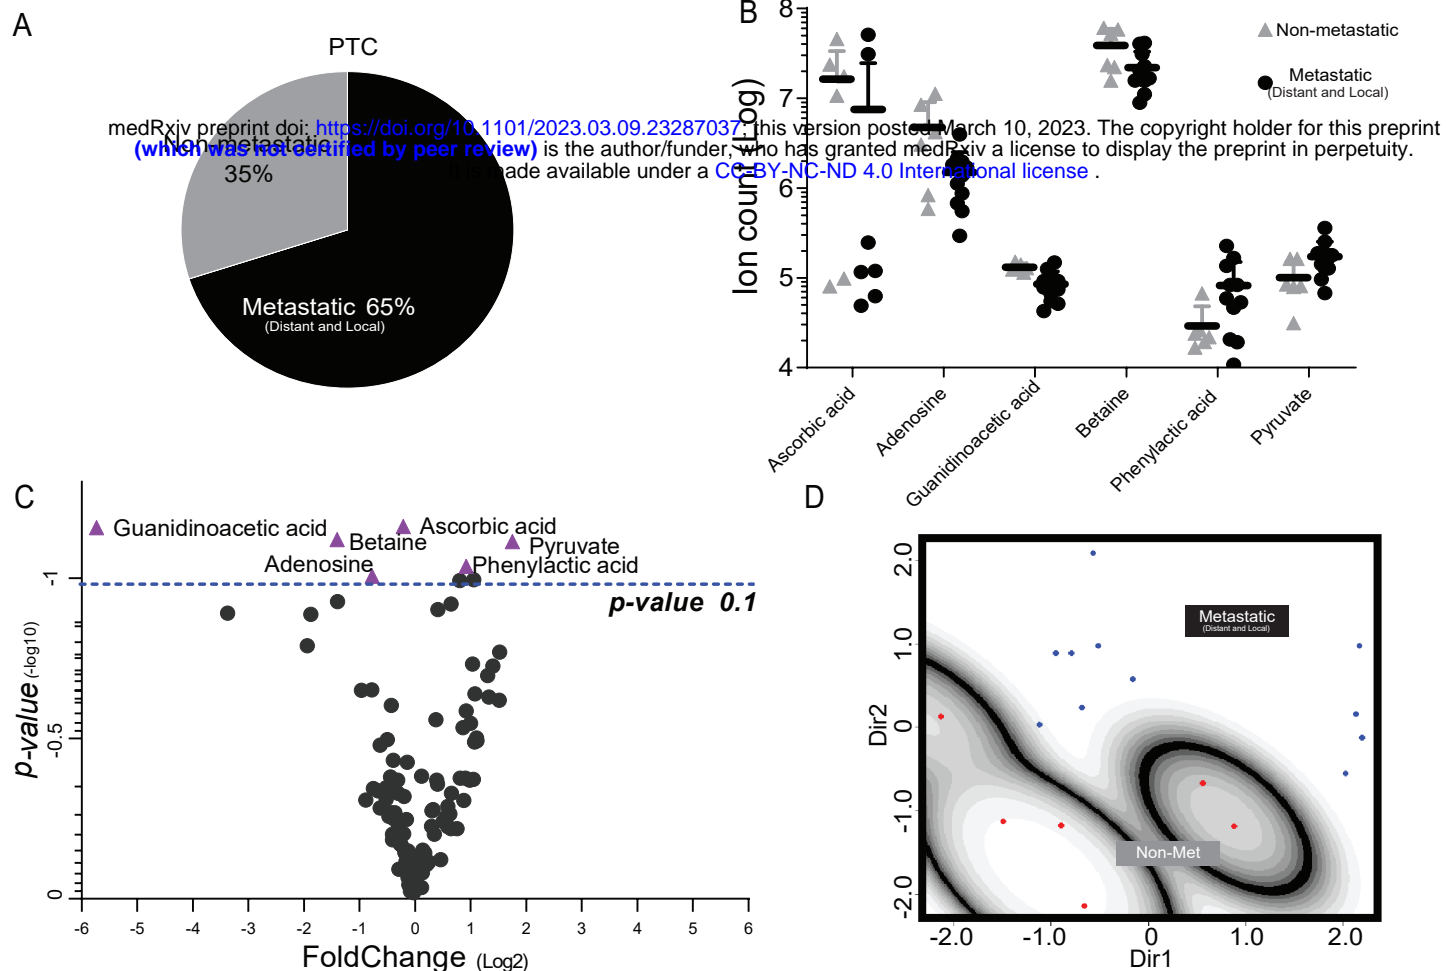 A
PTC
Non-metastatic
35%
Metastatic 65%
(Distant and Local)
medRxiv preprint doi: https://doi.org/10.1101/2023.03.09.23287037; this version posted March 10, 2023. The copyright holder for this preprint
(which was not certified by peer review) is the author/funder, who has granted medRxiv a license to display the preprint in perpetuity.
It is made available under a CC-BY-NC-ND 4.0 International license .
B
Ion count (Log)
8
7
6
5
4
Non-metastatic
Metastatic
(Distant and Local)
Ascorbic acid
Adenosine
Guanidinoacetic acid
Betaine
Phenylactic acid
Pyruvate
C
p-value (-log10)
-1
-0.5
0
Guanidinoacetic acid
Ascorbic acid
Betaine
Pyruvate
Adenosine
Phenylactic acid
p-value 0.1
-6 -5 -4 -3 -2 -1 0 1 2 3 4 5 6
FoldChange (Log2)
D
Dir2
2.0
1.0
0
-1.0
-2.0
Metastatic
(Distant and Local)
Non-Met
-2.0 -1.0 0 1.0 2.0
Dir1